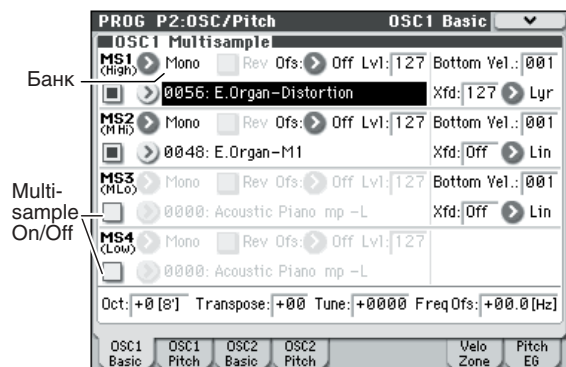 PROG P2:OSC/Pitch OSC1 Basic
OSC1 Multisample
MS1 (High) Mono Rev Ofs: Off Lvl: 127 Bottom Vel.: 001
Банк
0056: E.Organ-Distortion Xfd: 127 Lyr
MS2 (M Hi) Mono Rev Ofs: Off Lvl: 127 Bottom Vel.: 001
0048: E.Organ-M1 Xfd: Off Lin
MS3 (MLo) Mono Rev Ofs: Off Lvl: 127 Bottom Vel.: 001
Multi-
sample
On/Off
0000: Acoustic Piano mp -L Xfd: Off Lin
MS4 (Low) Mono Rev Ofs: Off Lvl: 127
0000: Acoustic Piano mp -L
Oct: +0 [8'] Transpose: +00 Tune: +0000 Freq Ofs: +00.0 [Hz]
OSC1 Basic OSC1 Pitch OSC2 Basic OSC2 Pitch Velo Zone Pitch EG